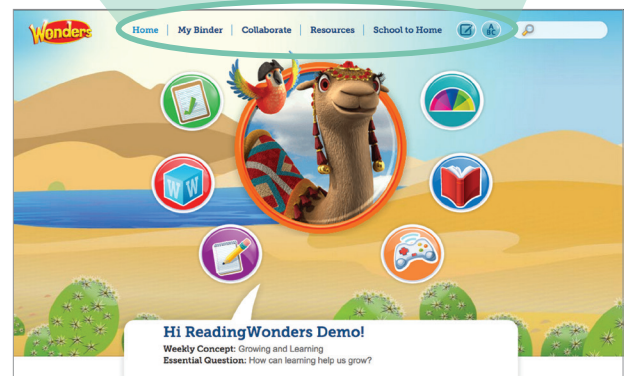 Wonders
Home | My Binder | Collaborate | Resources | School to Home
A
BC
W W
Hi ReadingWonders Demo!
Weekly Concept: Growing and Learning
Essential Question: How can learning help us grow?